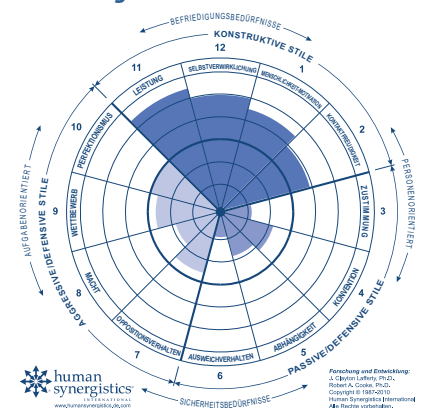 BEFRIEDIGUNGSBEDÜRFNISSE
KONSTRUKTIVE STILE
12
11
1
SELBSTVERWIRKLICHUNG
LEISTUNG
MENSCHLICHKEIT-MOTIVATION
10
2
PERFEKTIONISMUS
KONTAKTFREUDIGKEIT
AUFGABENORIENTIERT
PERSONENORIENTIERT
9
WETTBEWERB
ZUSTIMMUNG
3
AGGRESSIVE/DEFENSIVE STILE
8
MACHT
KONVENTION
4
OPPOSITIONSVERHALTEN
AUSWEICHVERHALTEN
ABHÄNGIGKEIT
7
6
5
PASSIVE/DEFENSIVE STILE
SICHERHEITSBEDÜRFNISSE
human
synergistics®
INTERNATIONAL
www.humansynergistics.de.com
Forschung und Entwicklung:
J. Clayton Lafferty, Ph.D.,
Robert A. Cooke, Ph.D.
Copyright © 1987-2010
Human Synergistics International
Alle Rechte vorbehalten.